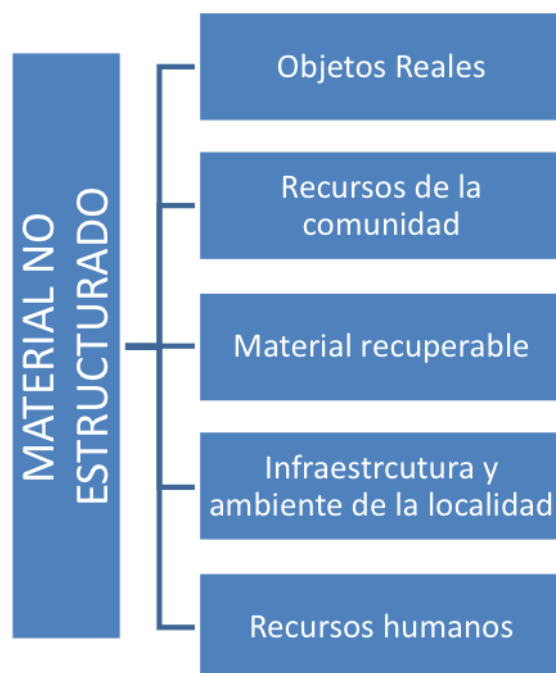 MATERIAL NO
ESTRUCTURADO
Objetos Reales
Recursos de la
comunidad
Material recuperable
Infraestrcutura y
ambiente de la localidad
Recursos humanos